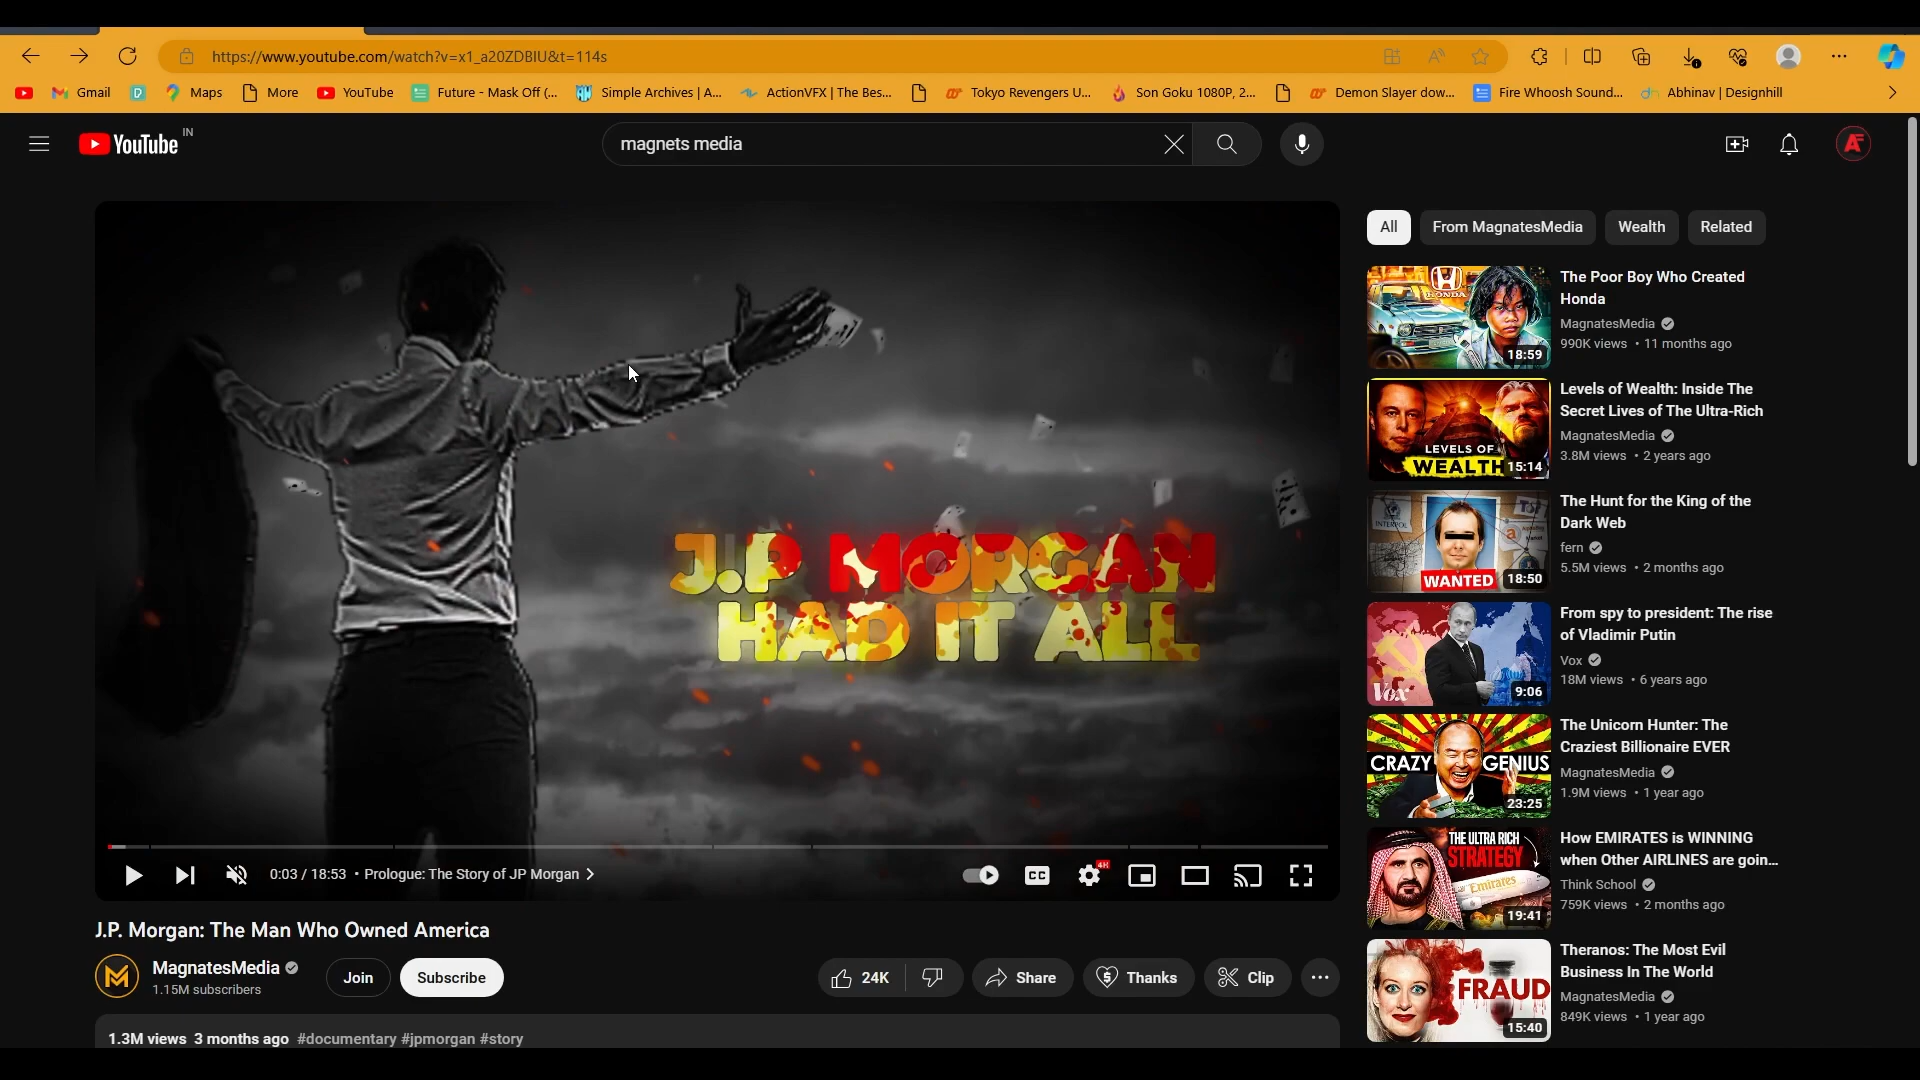 https://www.youtube.com/watch?v=x1_a20ZDBIU&t=114s
Gmail
Maps
More
YouTube
Future - Mask Off (...
Simple Archives | A...
ActionVFX | The Bes...
Tokyo Revengers U...
Son Goku 1080P, 2...
Demon Slayer dow...
Fire Whoosh Sound...
Abhinav | Designhill
YouTube IN
magnets media
All
From MagnatesMedia
Wealth
Related
J.P MORGAN
HAD IT ALL
0:03 / 18:53 • Prologue: The Story of JP Morgan
CC
4K
J.P. Morgan: The Man Who Owned America
MagnatesMedia
1.15M subscribers
Join
Subscribe
24K
Share
Thanks
Clip
1.3M views 3 months ago #documentary #jpmorgan #story
HONDA
18:59
The Poor Boy Who Created
Honda
MagnatesMedia
990K views • 11 months ago
LEVELS OF
WEALTH
15:14
Levels of Wealth: Inside The
Secret Lives of The Ultra-Rich
MagnatesMedia
3.8M views • 2 years ago
INTERPOL
WANTED
18:50
The Hunt for the King of the
Dark Web
fern
5.5M views • 2 months ago
Vox
9:06
From spy to president: The rise
of Vladimir Putin
Vox
18M views • 6 years ago
CRAZY GENIUS
23:25
The Unicorn Hunter: The
Craziest Billionaire EVER
MagnatesMedia
1.9M views • 1 year ago
THE ULTRA RICH
STRATEGY
Emirates
19:41
How EMIRATES is WINNING
when Other AIRLINES are goin...
Think School
759K views • 2 months ago
FRAUD
15:40
Theranos: The Most Evil
Business In The World
MagnatesMedia
849K views • 1 year ago